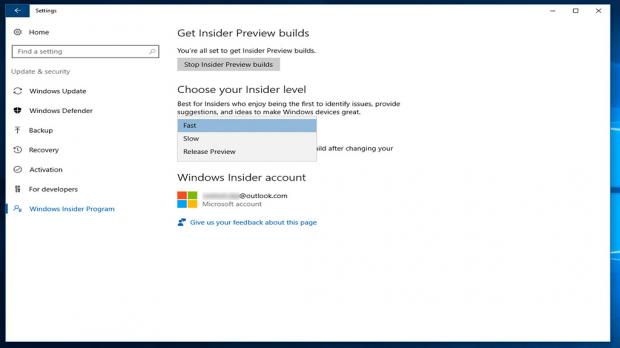 Settings
Home
Find a setting
Update & security
Windows Update
Windows Defender
Backup
Recovery
Activation
For developers
Windows Insider Program
Get Insider Preview builds
You're all set to get Insider Preview builds.
Stop Insider Preview builds
Choose your Insider level
Best for Insiders who enjoy being the first to identify issues, provide
suggestions, and ideas to make Windows devices great.
Fast
Slow
Release Preview
uild after changing your
Windows Insider account
@outlook.com
Microsoft account
Give us your feedback about this page